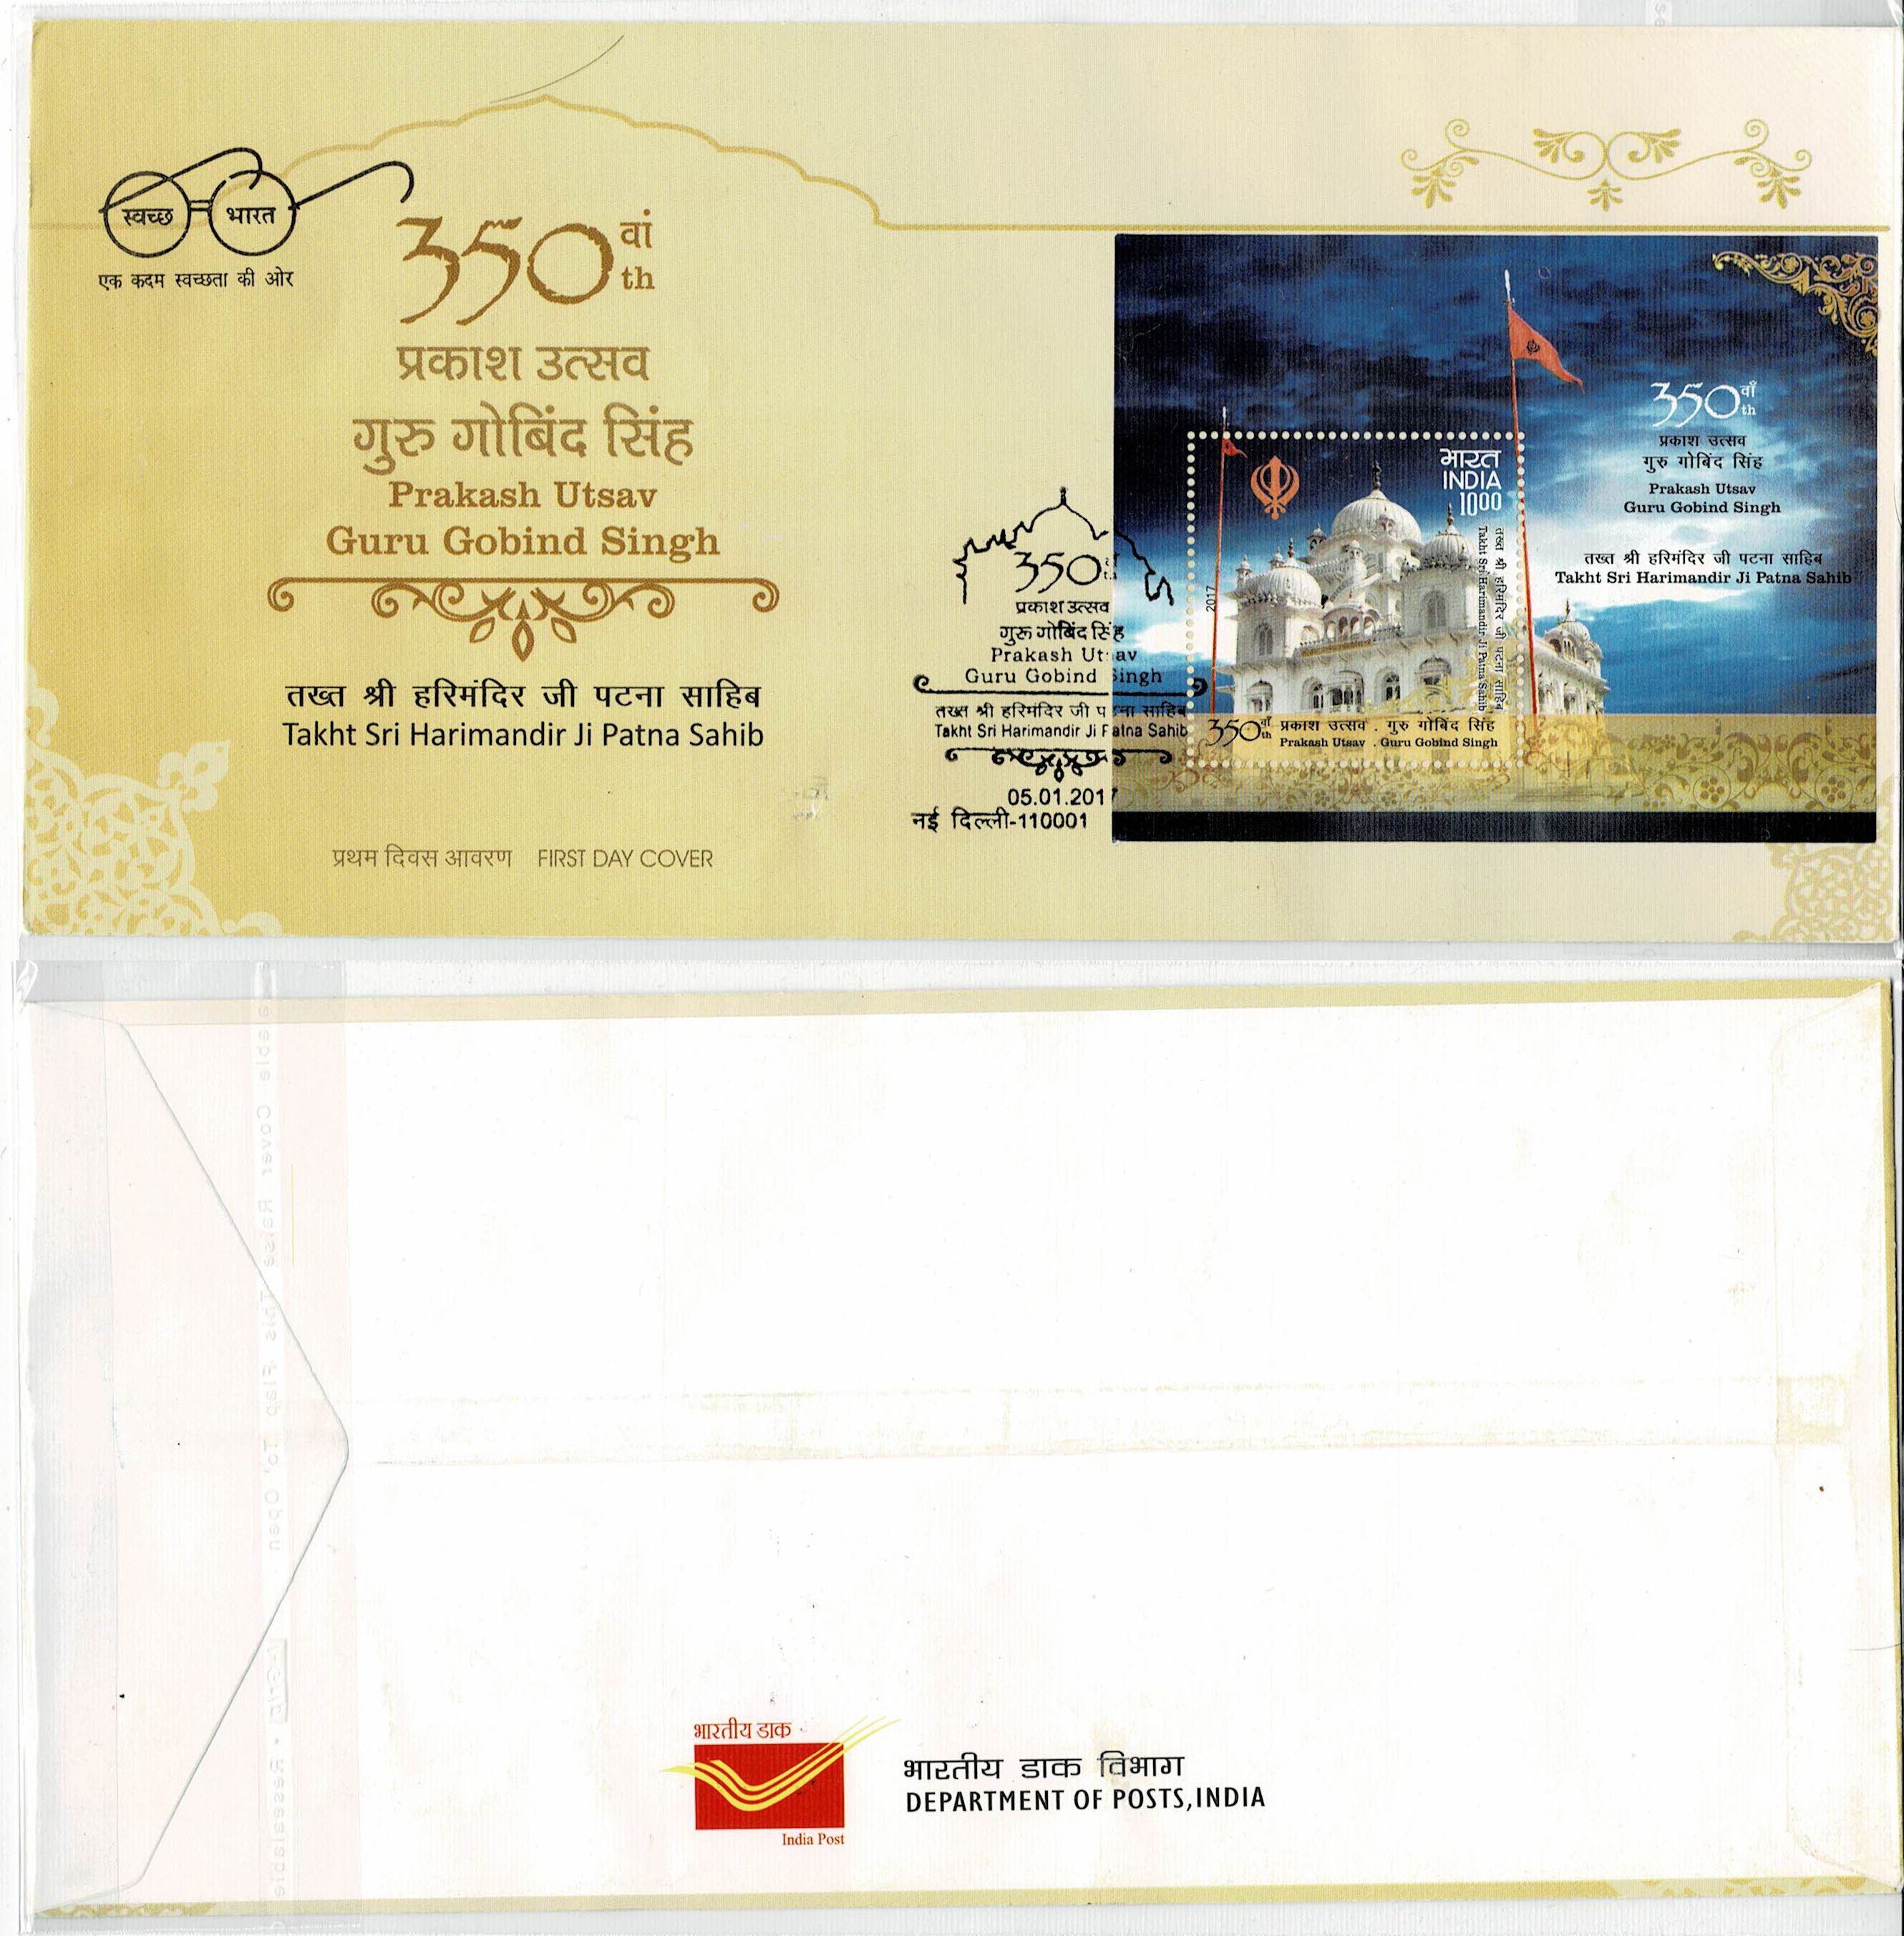 स्वच्छ भारत
एक कदम स्वच्छता की ओर
350 वां th
प्रकाश उत्सव
गुरु गोबिंद सिंह
Prakash Utsav
Guru Gobind Singh
तख्त श्री हरिमंदिर जी पटना साहिब
Takht Sri Harimandir Ji Patna Sahib
प्रथम दिवस आवरण FIRST DAY COVER
350
प्रकाश उत्सव
गुरु गोबिंद सिंह
Prakash Utsav
Guru Gobind Singh
तख्त श्री हरिमंदिर जी पटना साहिब
Takht Sri Harimandir Ji Patna Sahib
05.01.2017
नई दिल्ली-110001
भारत
INDIA
1000
तख्त श्री हरिमंदिर जी पटना साहिब
Takht Sri Harimandir Ji Patna Sahib
2017
350 वाँ th प्रकाश उत्सव . गुरु गोबिंद सिंह
Prakash Utsav . Guru Gobind Singh
350 वाँ th
प्रकाश उत्सव
गुरु गोबिंद सिंह
Prakash Utsav
Guru Gobind Singh
तख्त श्री हरिमंदिर जी पटना साहिब
Takht Sri Harimandir Ji Patna Sahib
भारतीय डाक
India Post
भारतीय डाक विभाग
DEPARTMENT OF POSTS,INDIA